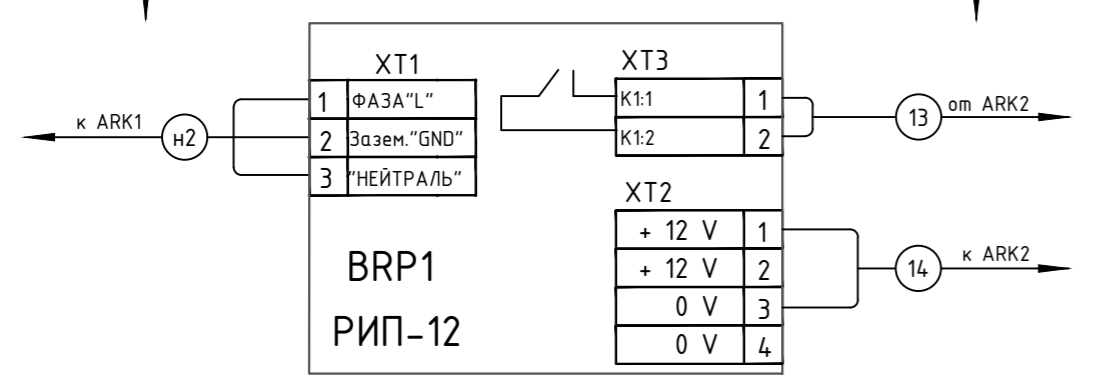 XT1
1 ФАЗА"L"
2 Зазем."GND"
3 "НЕЙТРАЛЬ"
к ARK1
н2
BRP1
РИП-12
XT3
K1:1 1
K1:2 2
13
от ARK2
XT2
+ 12 V 1
+ 12 V 2
0 V 3
0 V 4
14
к ARK2